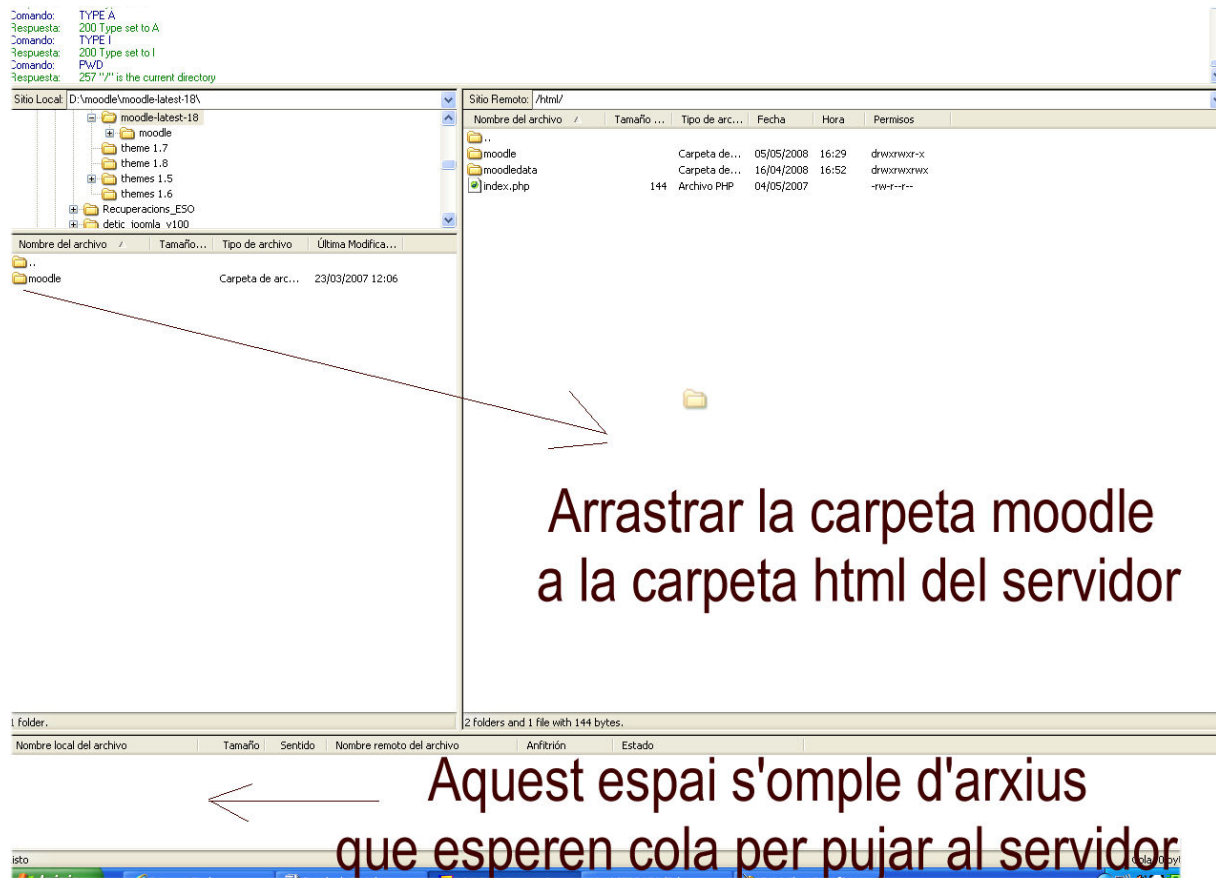 Comando: TYPE A
Respuesta: 200 Type set to A
Comando: TYPE I
Respuesta: 200 Type set to I
Comando: PWD
Respuesta: 257 "/" is the current directory
Sitio Local: D:\moodle\moodle-latest-18\
moodle-latest-18
moodle
theme 1.7
theme 1.8
themes 1.5
themes 1.6
Recuperacions_ESO
detic_joomla_v100
Nombre del archivo Tamaño... Tipo de archivo Última Modifica...
..
moodle Carpeta de arc... 23/03/2007 12:06
1 folder.
Sitio Remoto: /html/
Nombre del archivo Tamaño ... Tipo de arc... Fecha Hora Permisos
..
moodle Carpeta de... 05/05/2008 16:29 drwxrwxr-x
moodledata Carpeta de... 16/04/2008 16:52 drwxrwxrwx
index.php 144 Archivo PHP 04/05/2007 -rw-r--r--
Arrastrar la carpeta moodle
a la carpeta html del servidor
2 folders and 1 file with 144 bytes.
Nombre local del archivo Tamaño Sentido Nombre remoto del archivo Anfitrión Estado
Aquest espai s'omple d'arxius
que esperen cola per pujar al servidor